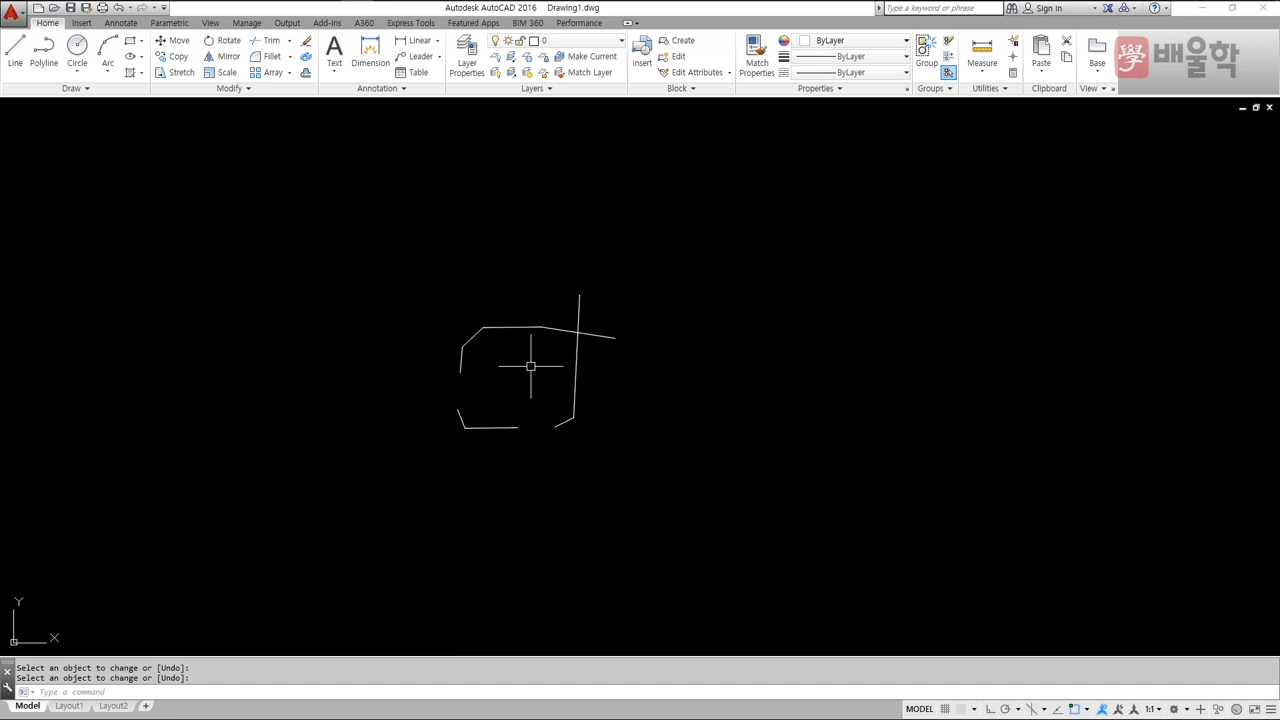 Autodesk AutoCAD 2016 Drawing1.dwg
Type a keyword or phrase
Sign In
Home Insert Annotate Parametric View Manage Output Add-ins A360 Express Tools Featured Apps BIM 360 Performance
Line
Polyline
Circle
Arc
Draw
Move
Rotate
Trim
Copy
Mirror
Fillet
Stretch
Scale
Array
Modify
Text
Dimension
Linear
Leader
Table
Annotation
Layer
Properties
0
Make Current
Match Layer
Layers
Insert
Create
Edit
Edit Attributes
Block
Match
Properties
ByLayer
ByLayer
ByLayer
Properties
Group
Groups
Measure
Utilities
Paste
Clipboard
Base
View
學 배울학
Y
X
Select an object to change or [Undo]:
Select an object to change or [Undo]:
Type a command
Model Layout1 Layout2
MODEL
1:1